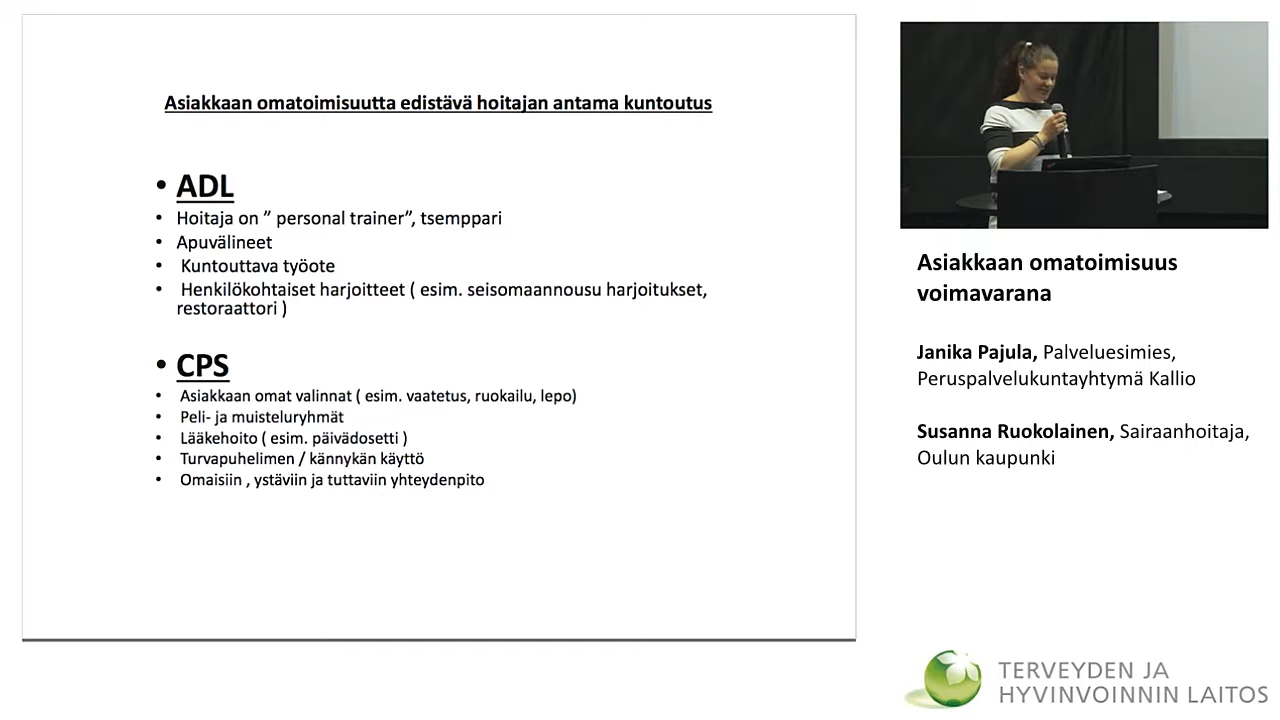 Asiakkaan omatoimisuutta edistävä hoitajan antama kuntoutus
• ADL
• Hoitaja on ” personal trainer”, tsemppari
• Apuvälineet
• Kuntouttava työote
• Henkilökohtaiset harjoitteet ( esim. seisomaannousu harjoitukset,
restoraattori )
• CPS
• Asiakkaan omat valinnat ( esim. vaatetus, ruokailu, lepo)
• Peli- ja muisteluryhmät
• Lääkehoito ( esim. päivädosetti )
• Turvapuhelimen / kännykän käyttö
• Omaisiin , ystäviin ja tuttaviin yhteydenpito
Asiakkaan omatoimisuus
voimavarana
Janika Pajula, Palveluesimies,
Peruspalvelukuntayhtymä Kallio
Susanna Ruokolainen, Sairaanhoitaja,
Oulun kaupunki
TERVEYDEN JA
HYVINVOINNIN LAITOS